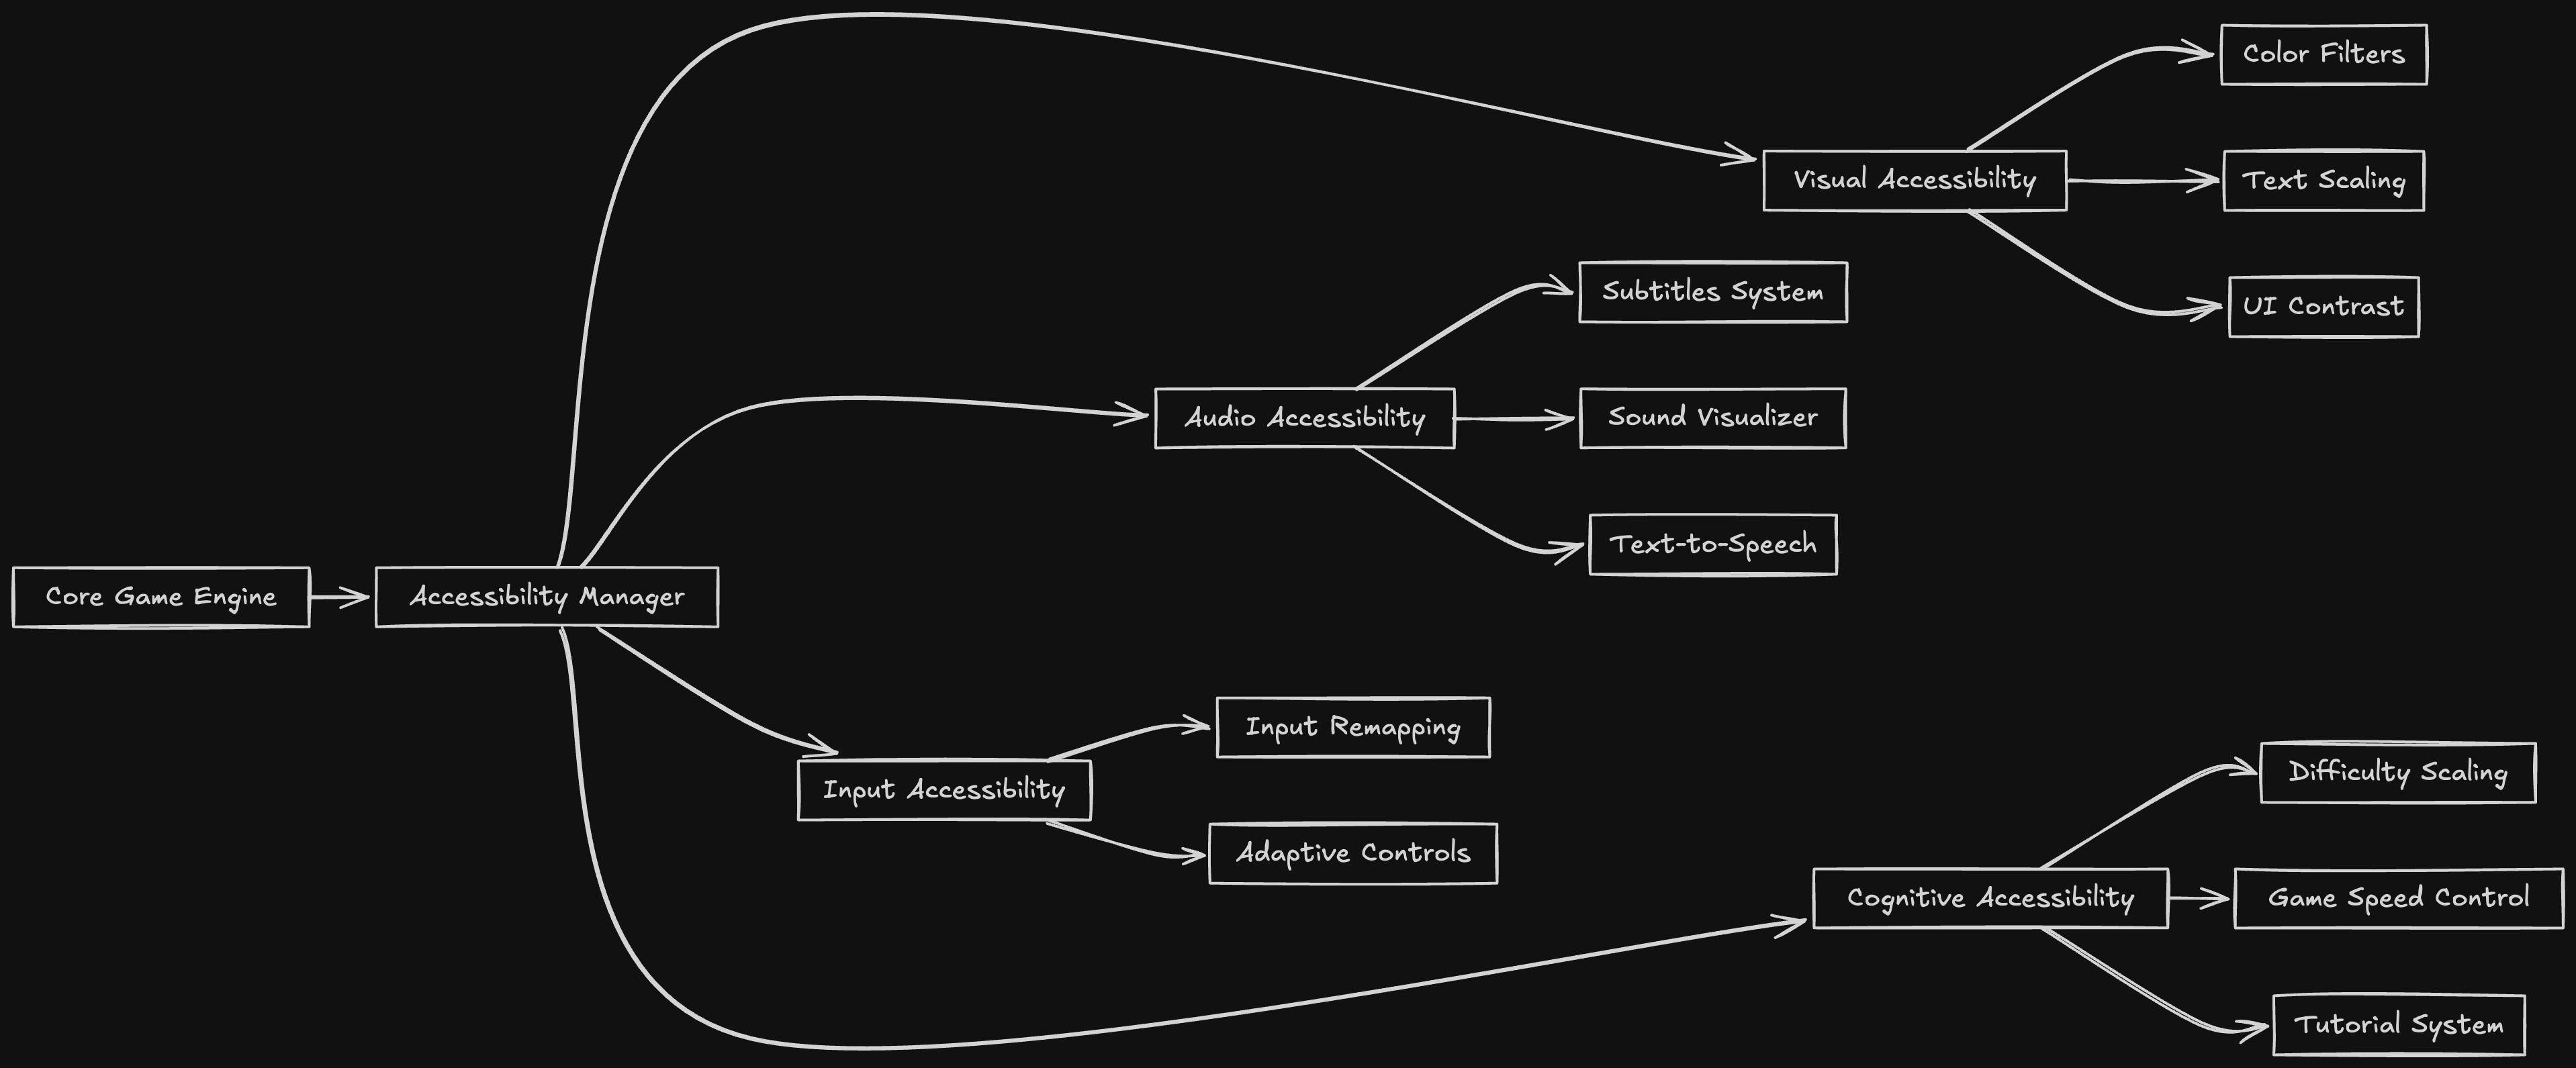 Color Filters
Visual Accessibility
Text Scaling
UI Contrast
Subtitles System
Audio Accessibility
Sound Visualizer
Text-to-Speech
Core Game Engine
Accessibility Manager
Input Remapping
Input Accessibility
Adaptive Controls
Difficulty Scaling
Cognitive Accessibility
Game Speed Control
Tutorial System